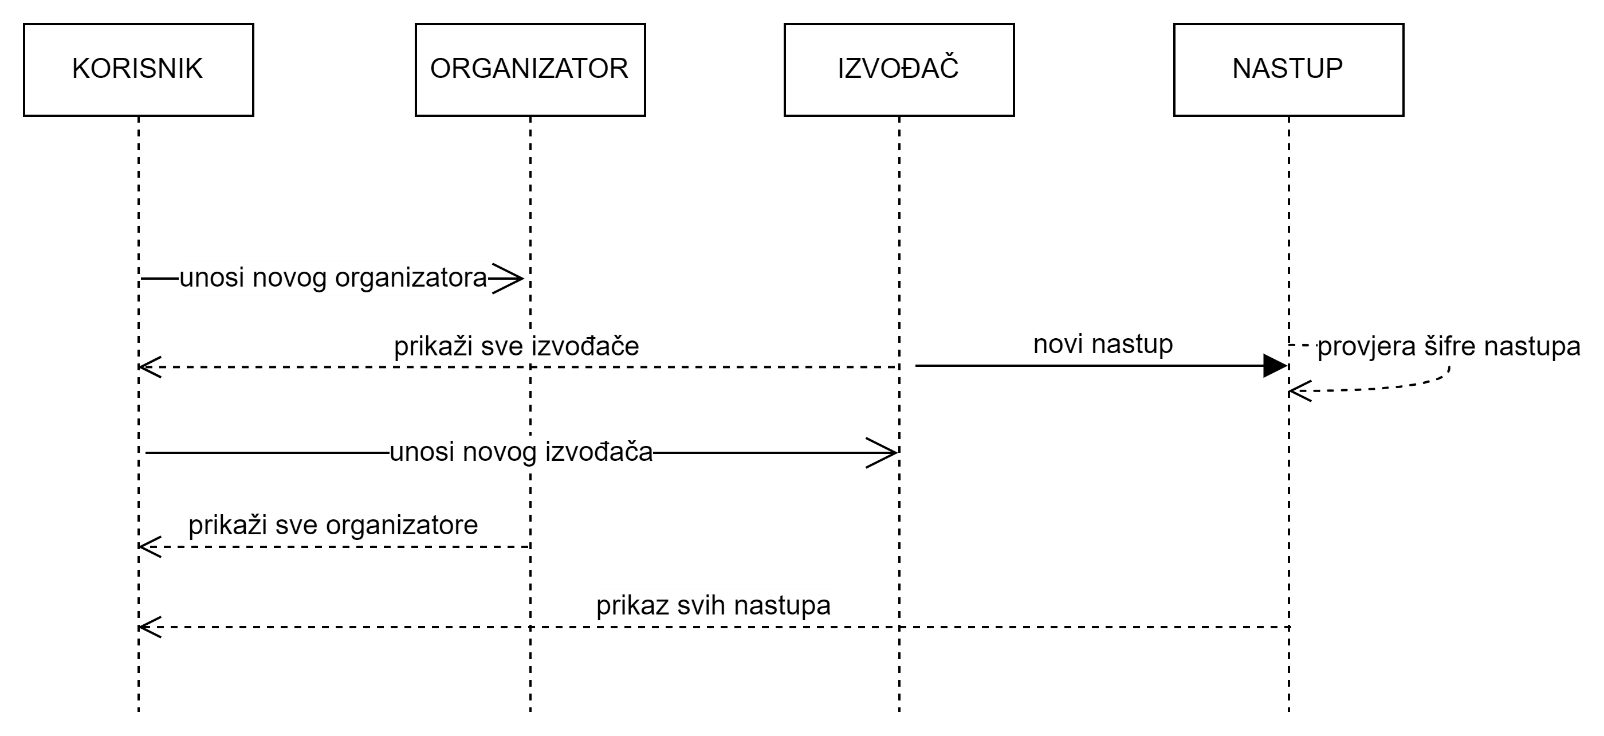 KORISNIK
ORGANIZATOR
IZVOĐAČ
NASTUP
unosi novog organizatora
prikaži sve izvođače
novi nastup
provjera šifre nastupa
unosi novog izvođača
prikaži sve organizatore
prikaz svih nastupa